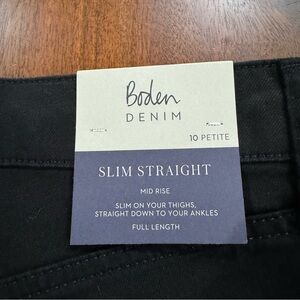 Boden
DENIM
10 PETITE
SLIM STRAIGHT
MID RISE
SLIM ON YOUR THIGHS,
STRAIGHT DOWN TO YOUR ANKLES
FULL LENGTH